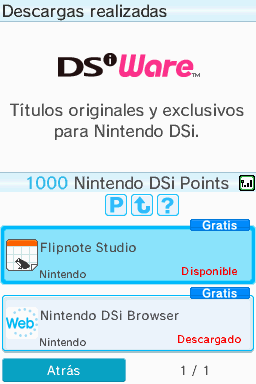 Descargas realizadas
DSiWare™
Títulos originales y exclusivos
para Nintendo DSi.
1000 Nintendo DSi Points
P ?
Gratis
Flipnote Studio
Nintendo
Disponible
Gratis
Web
Nintendo DSi Browser
Nintendo
Descargado
Atrás
1 / 1